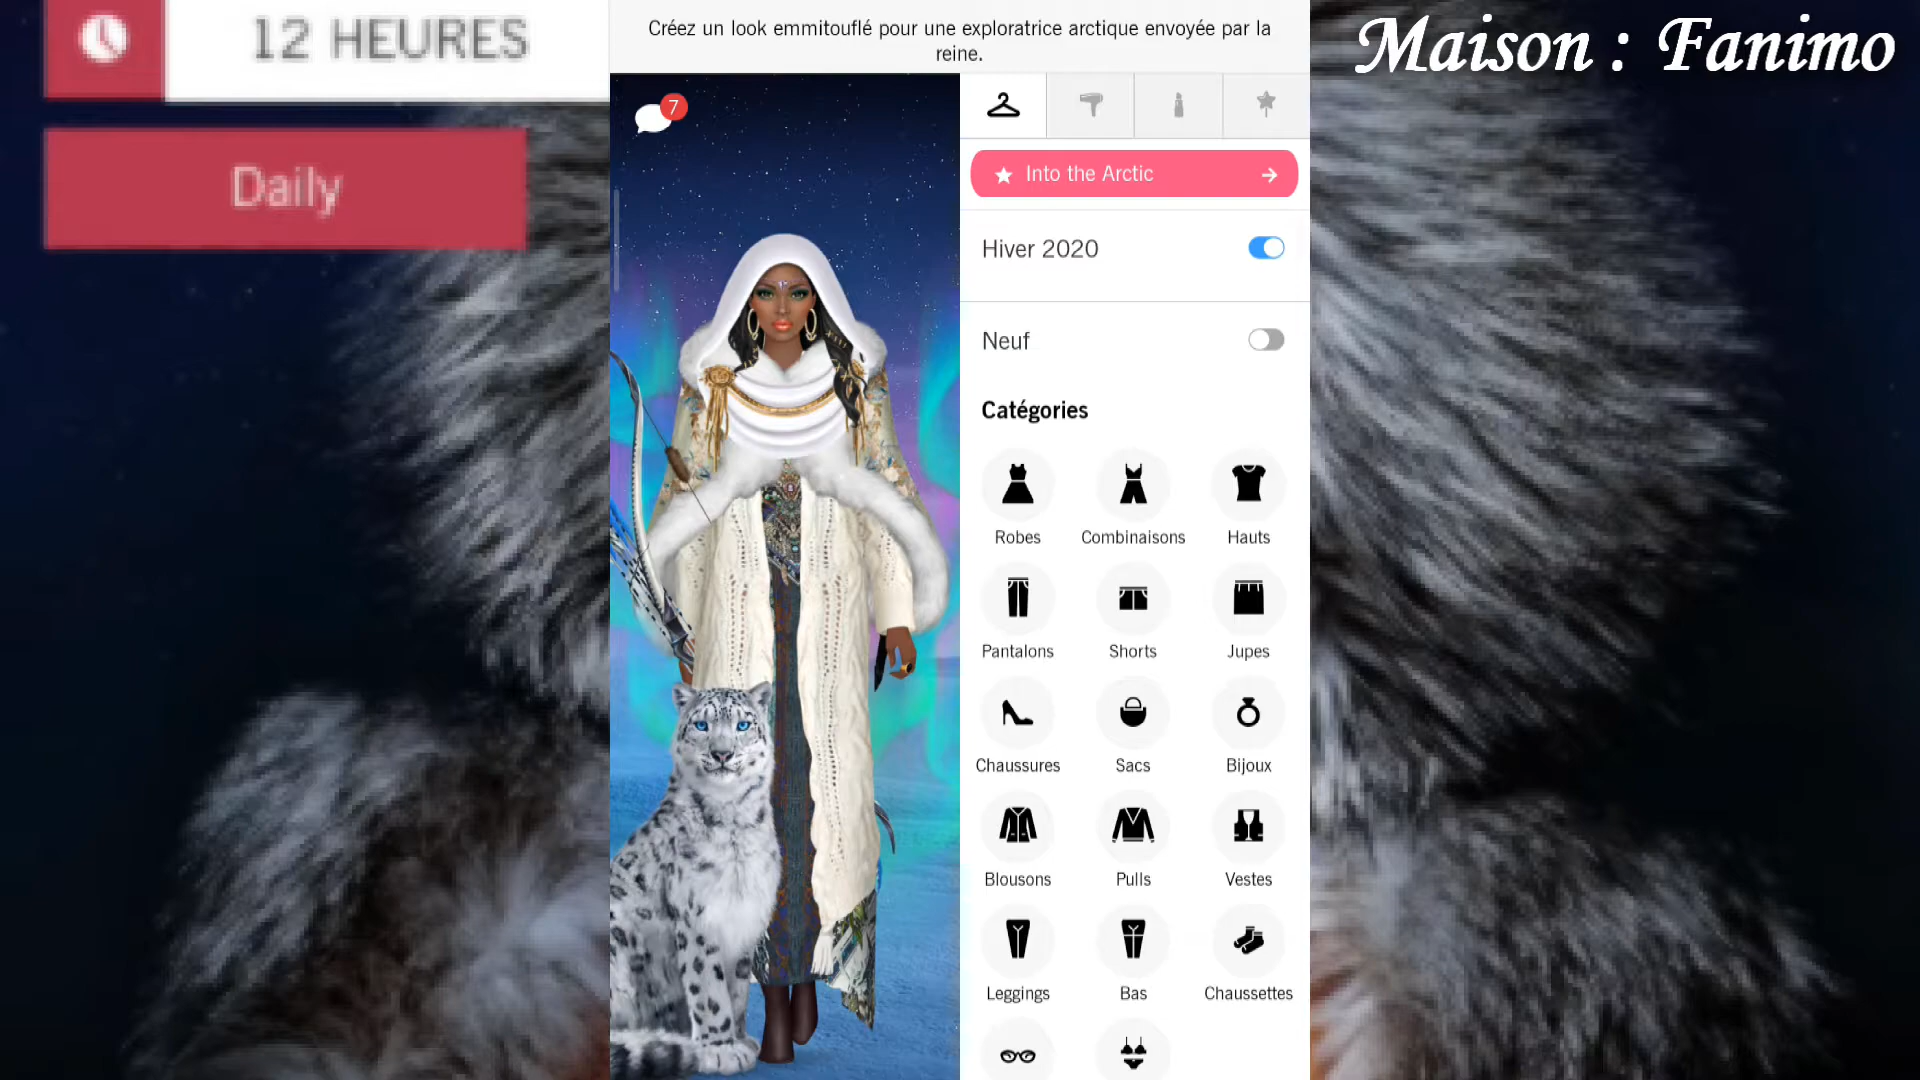 12 HEURES
Daily
Créez un look emmitouflé pour une exploratrice arctique envoyée par la
reine.
Maison : Fanimo
7
Into the Arctic
Hiver 2020
Neuf
Catégories
Robes Combinaisons Hauts
Pantalons Shorts Jupes
Chaussures Sacs Bijoux
Blousons Pulls Vestes
Leggings Bas Chaussettes